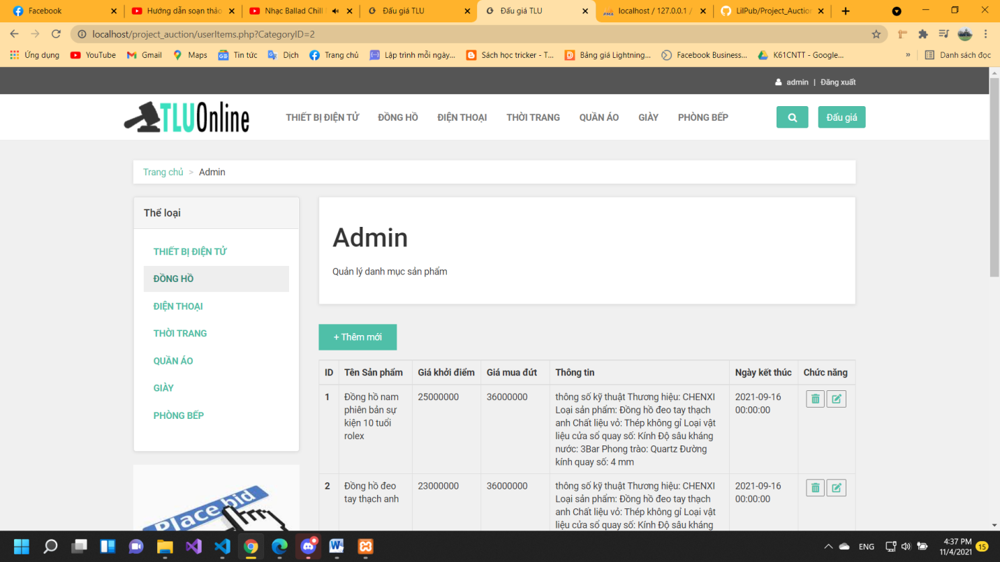 Facebook
Hướng dẫn soạn thảo
Nhạc Ballad Chill
Đấu giá TLU
Đấu giá TLU
localhost / 127.0.0.1 /
LilPub/Project_Auction
localhost/project_auction/userItems.php?CategoryID=2
Ứng dụng
YouTube
Gmail
Maps
Tin tức
Dịch
Trang chủ
Lập trình mỗi ngày...
Sách học tricker - T...
Bảng giá Lightning...
Facebook Business...
K61CNTT - Google...
»
Danh sách đọc
admin | Đăng xuất
TLUOnline
THIẾT BỊ ĐIỆN TỬ
ĐỒNG HỒ
ĐIỆN THOẠI
THỜI TRANG
QUẦN ÁO
GIÀY
PHÒNG BẾP
Đấu giá
Trang chủ > Admin
Thể loại
THIẾT BỊ ĐIỆN TỬ
ĐỒNG HỒ
ĐIỆN THOẠI
THỜI TRANG
QUẦN ÁO
GIÀY
PHÒNG BẾP
Place bid
Admin
Quản lý danh mục sản phẩm
+ Thêm mới
ID Tên Sản phẩm Giá khởi điểm Giá mua đứt Thông tin Ngày kết thúc Chức năng
1
Đồng hồ nam
phiên bản sự
kiện 10 tuổi
rolex
25000000
36000000
thông số kỹ thuật Thương hiệu: CHENXI
Loại sản phẩm: Đồng hồ đeo tay thạch
anh Chất liệu vỏ: Thép không gỉ Loại vật
liệu cửa sổ quay số: Kính Độ sâu kháng
nước: 3Bar Phong trào: Quartz Đường
kính quay số: 4 mm
2021-09-16
00:00:00
2
Đồng hồ đeo
tay thạch anh
23000000
36000000
thông số kỹ thuật Thương hiệu: CHENXI
Loại sản phẩm: Đồng hồ đeo tay thạch
anh Chất liệu vỏ: Thép không gỉ Loại vật
liệu cửa sổ quay số: Kính Độ sâu kháng
2021-09-16
00:00:00
ENG
4:37 PM
11/4/2021
15